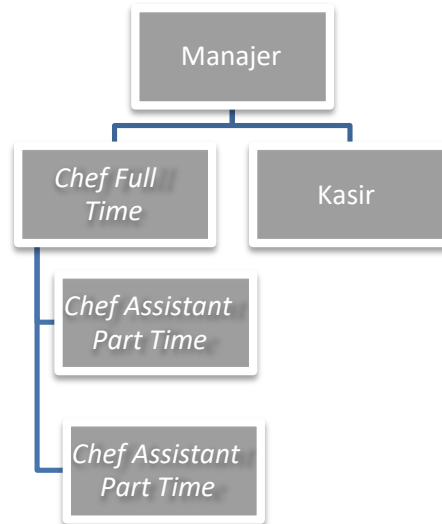 Manajer
Chef Full
Time
Kasir
Chef Assistant
Part Time
Chef Assistant
Part Time